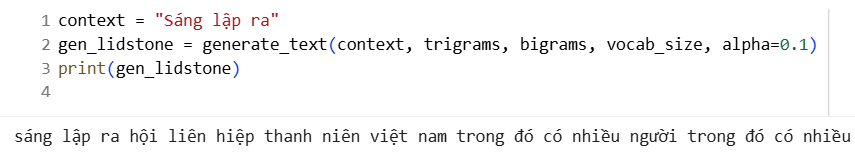 1 context = "Sáng lập ra"
2 gen_lidstone = generate_text(context, trigrams, bigrams, vocab_size, alpha=0.1)
3 print(gen_lidstone)
4
sáng lập ra hội liên hiệp thanh niên việt nam trong đó có nhiều người trong đó có nhiều